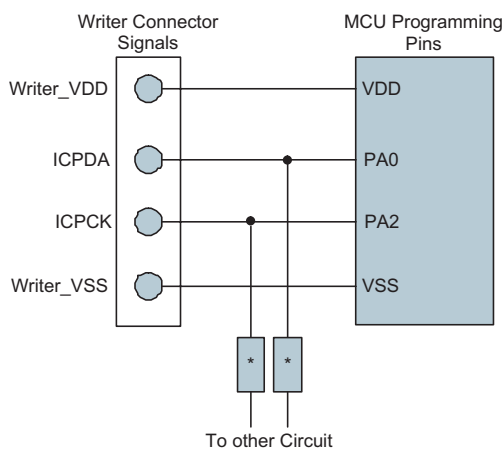 Writer Connector
Signals
MCU Programming
Pins
Writer_VDD
VDD
ICPDA
PA0
ICPCK
PA2
Writer_VSS
VSS
*
*
To other Circuit